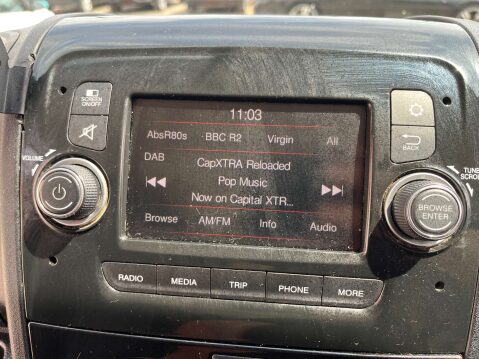 11:03
SCREEN
ON/OFF
AbsR80s BBC R2 Virgin All
BACK
VOLUME
DAB
CapXTRA Reloaded
Pop Music
Now on Capital XTR...
TUNE
SCROLL
BROWSE
ENTER
Browse AM/FM Info Audio
RADIO MEDIA TRIP PHONE MORE